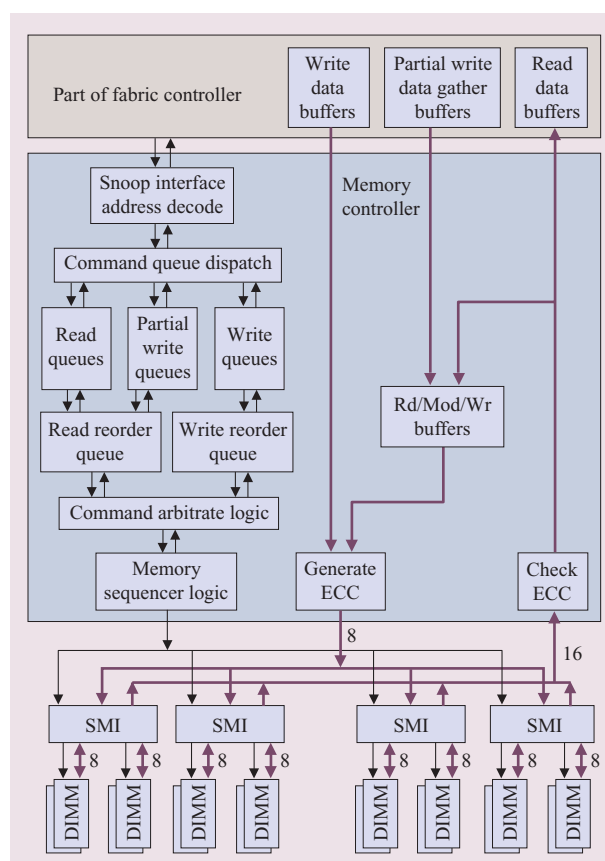 Part of fabric controller
Write
data
buffers
Partial write
data gather
buffers
Read
data
buffers
Memory
controller
Snoop interface
address decode
Command queue dispatch
Read
queues
Partial
write
queues
Write
queues
Rd/Mod/Wr
buffers
Read reorder
queue
Write reorder
queue
Command arbitrate logic
Memory
sequencer logic
Generate
ECC
Check
ECC
8
16
SMI
SMI
SMI
SMI
8
8
8
8
8
8
8
8
DIMM
DIMM
DIMM
DIMM
DIMM
DIMM
DIMM
DIMM